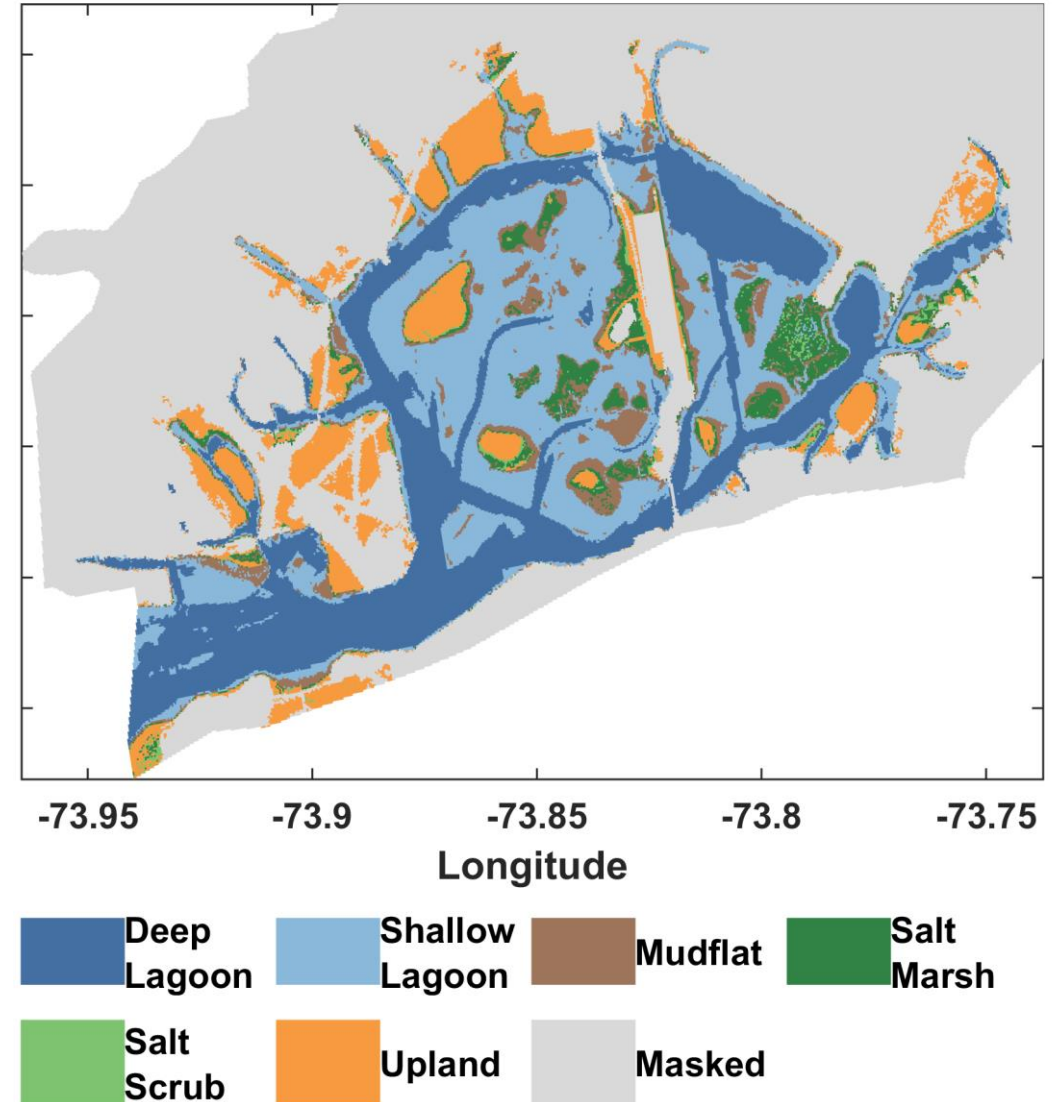 -73.95 -73.9 -73.85 -73.8 -73.75
Longitude
Deep Lagoon
Shallow Lagoon
Mudflat
Salt Marsh
Salt Scrub
Upland
Masked